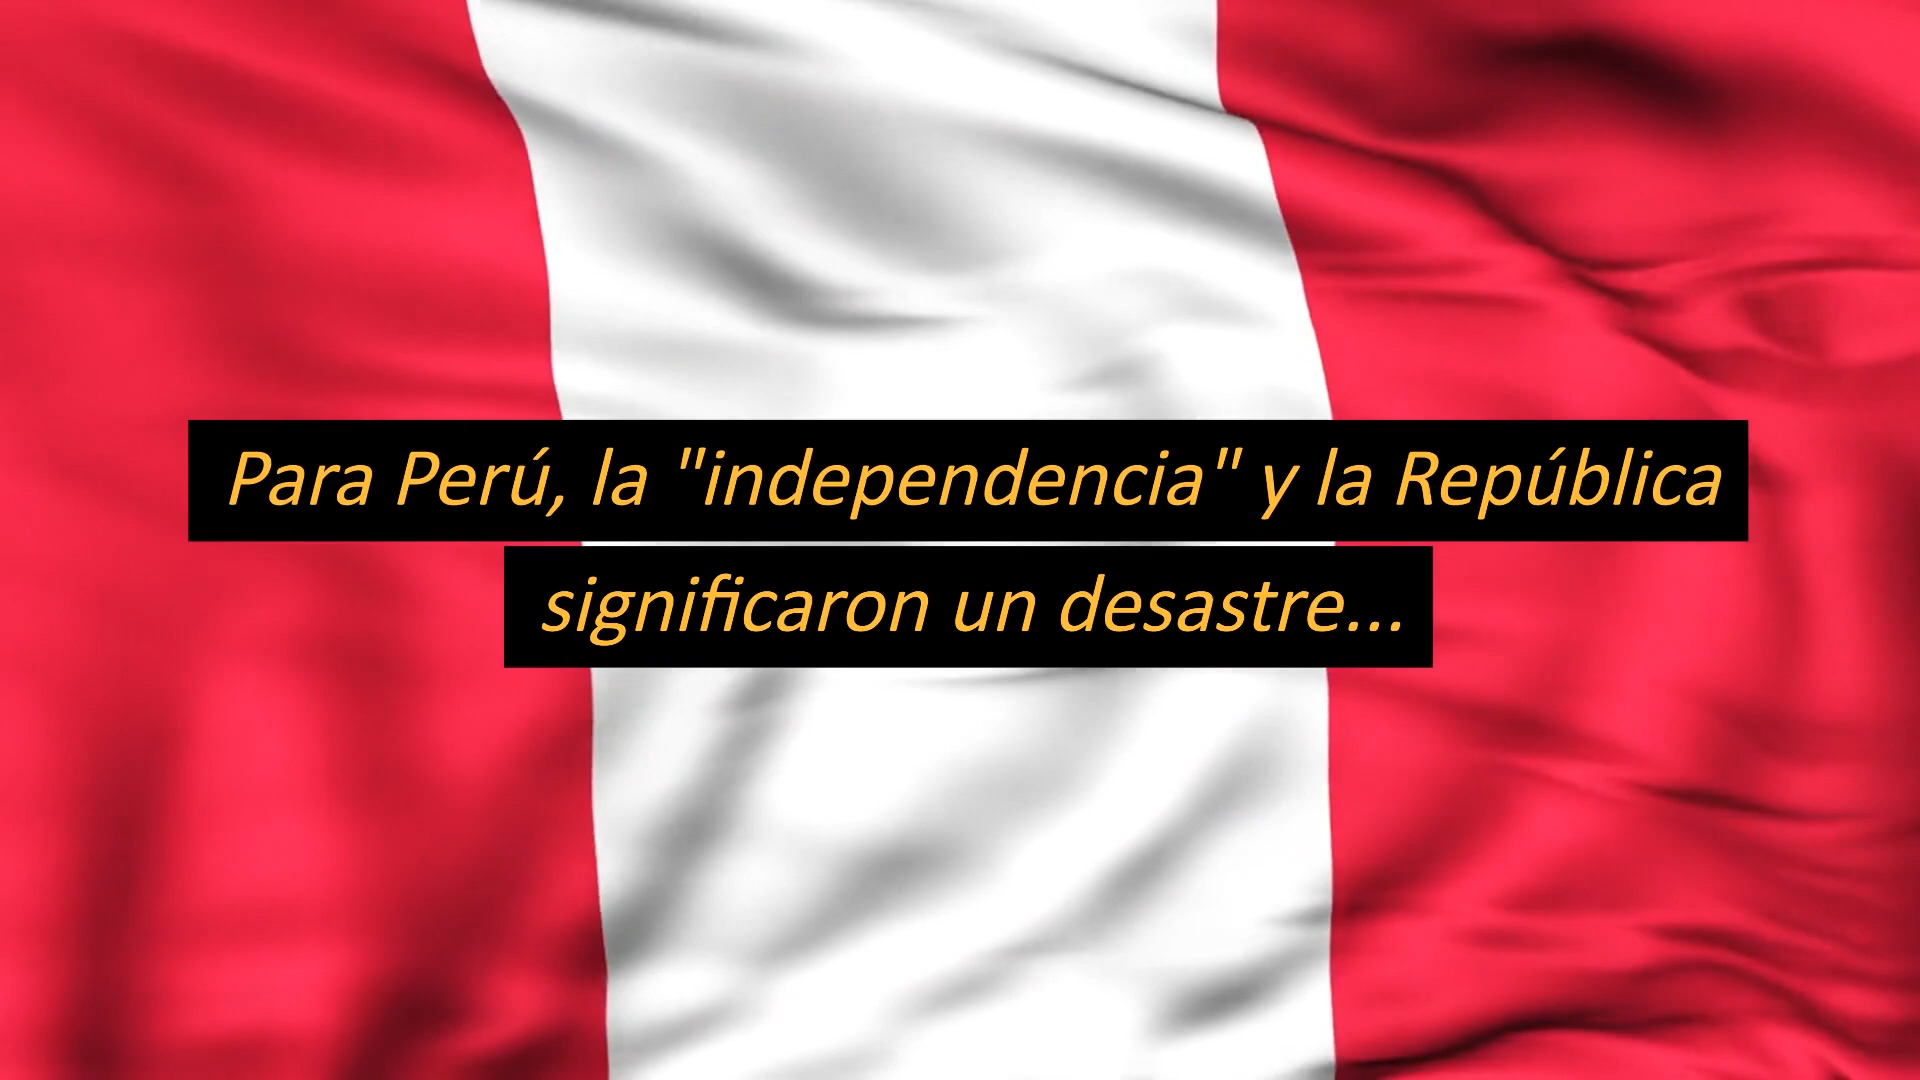 Para Perú, la "independencia" y la República
significaron un desastre...